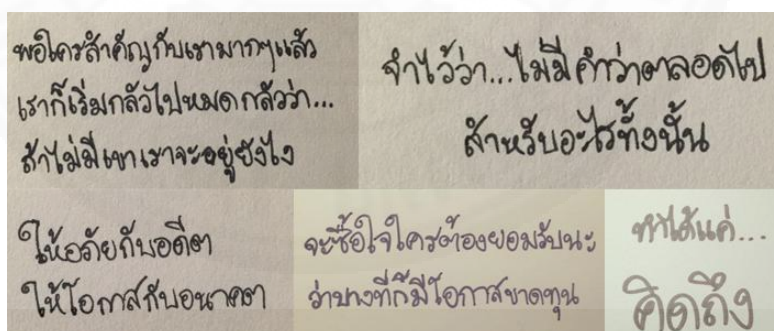 พอใครสำคัญกับเรามากๆแล้ว
เราก็เริ่มกลัวไปหมดกลัวว่า...
ถ้าไม่มีเขาเราจะอยู่ยังไง
จำไว้ว่า...ไม่มีคำว่าตลอดไป
สำหรับอะไรทั้งนั้น
ให้อภัยกับอดีต
ให้โอกาสกับอนาคต
จะซื้อใจใครต้องยอมรับนะ
ว่าบางทีก็มีโอกาสขาดทุน
ทำได้แค่...
คิดถึง